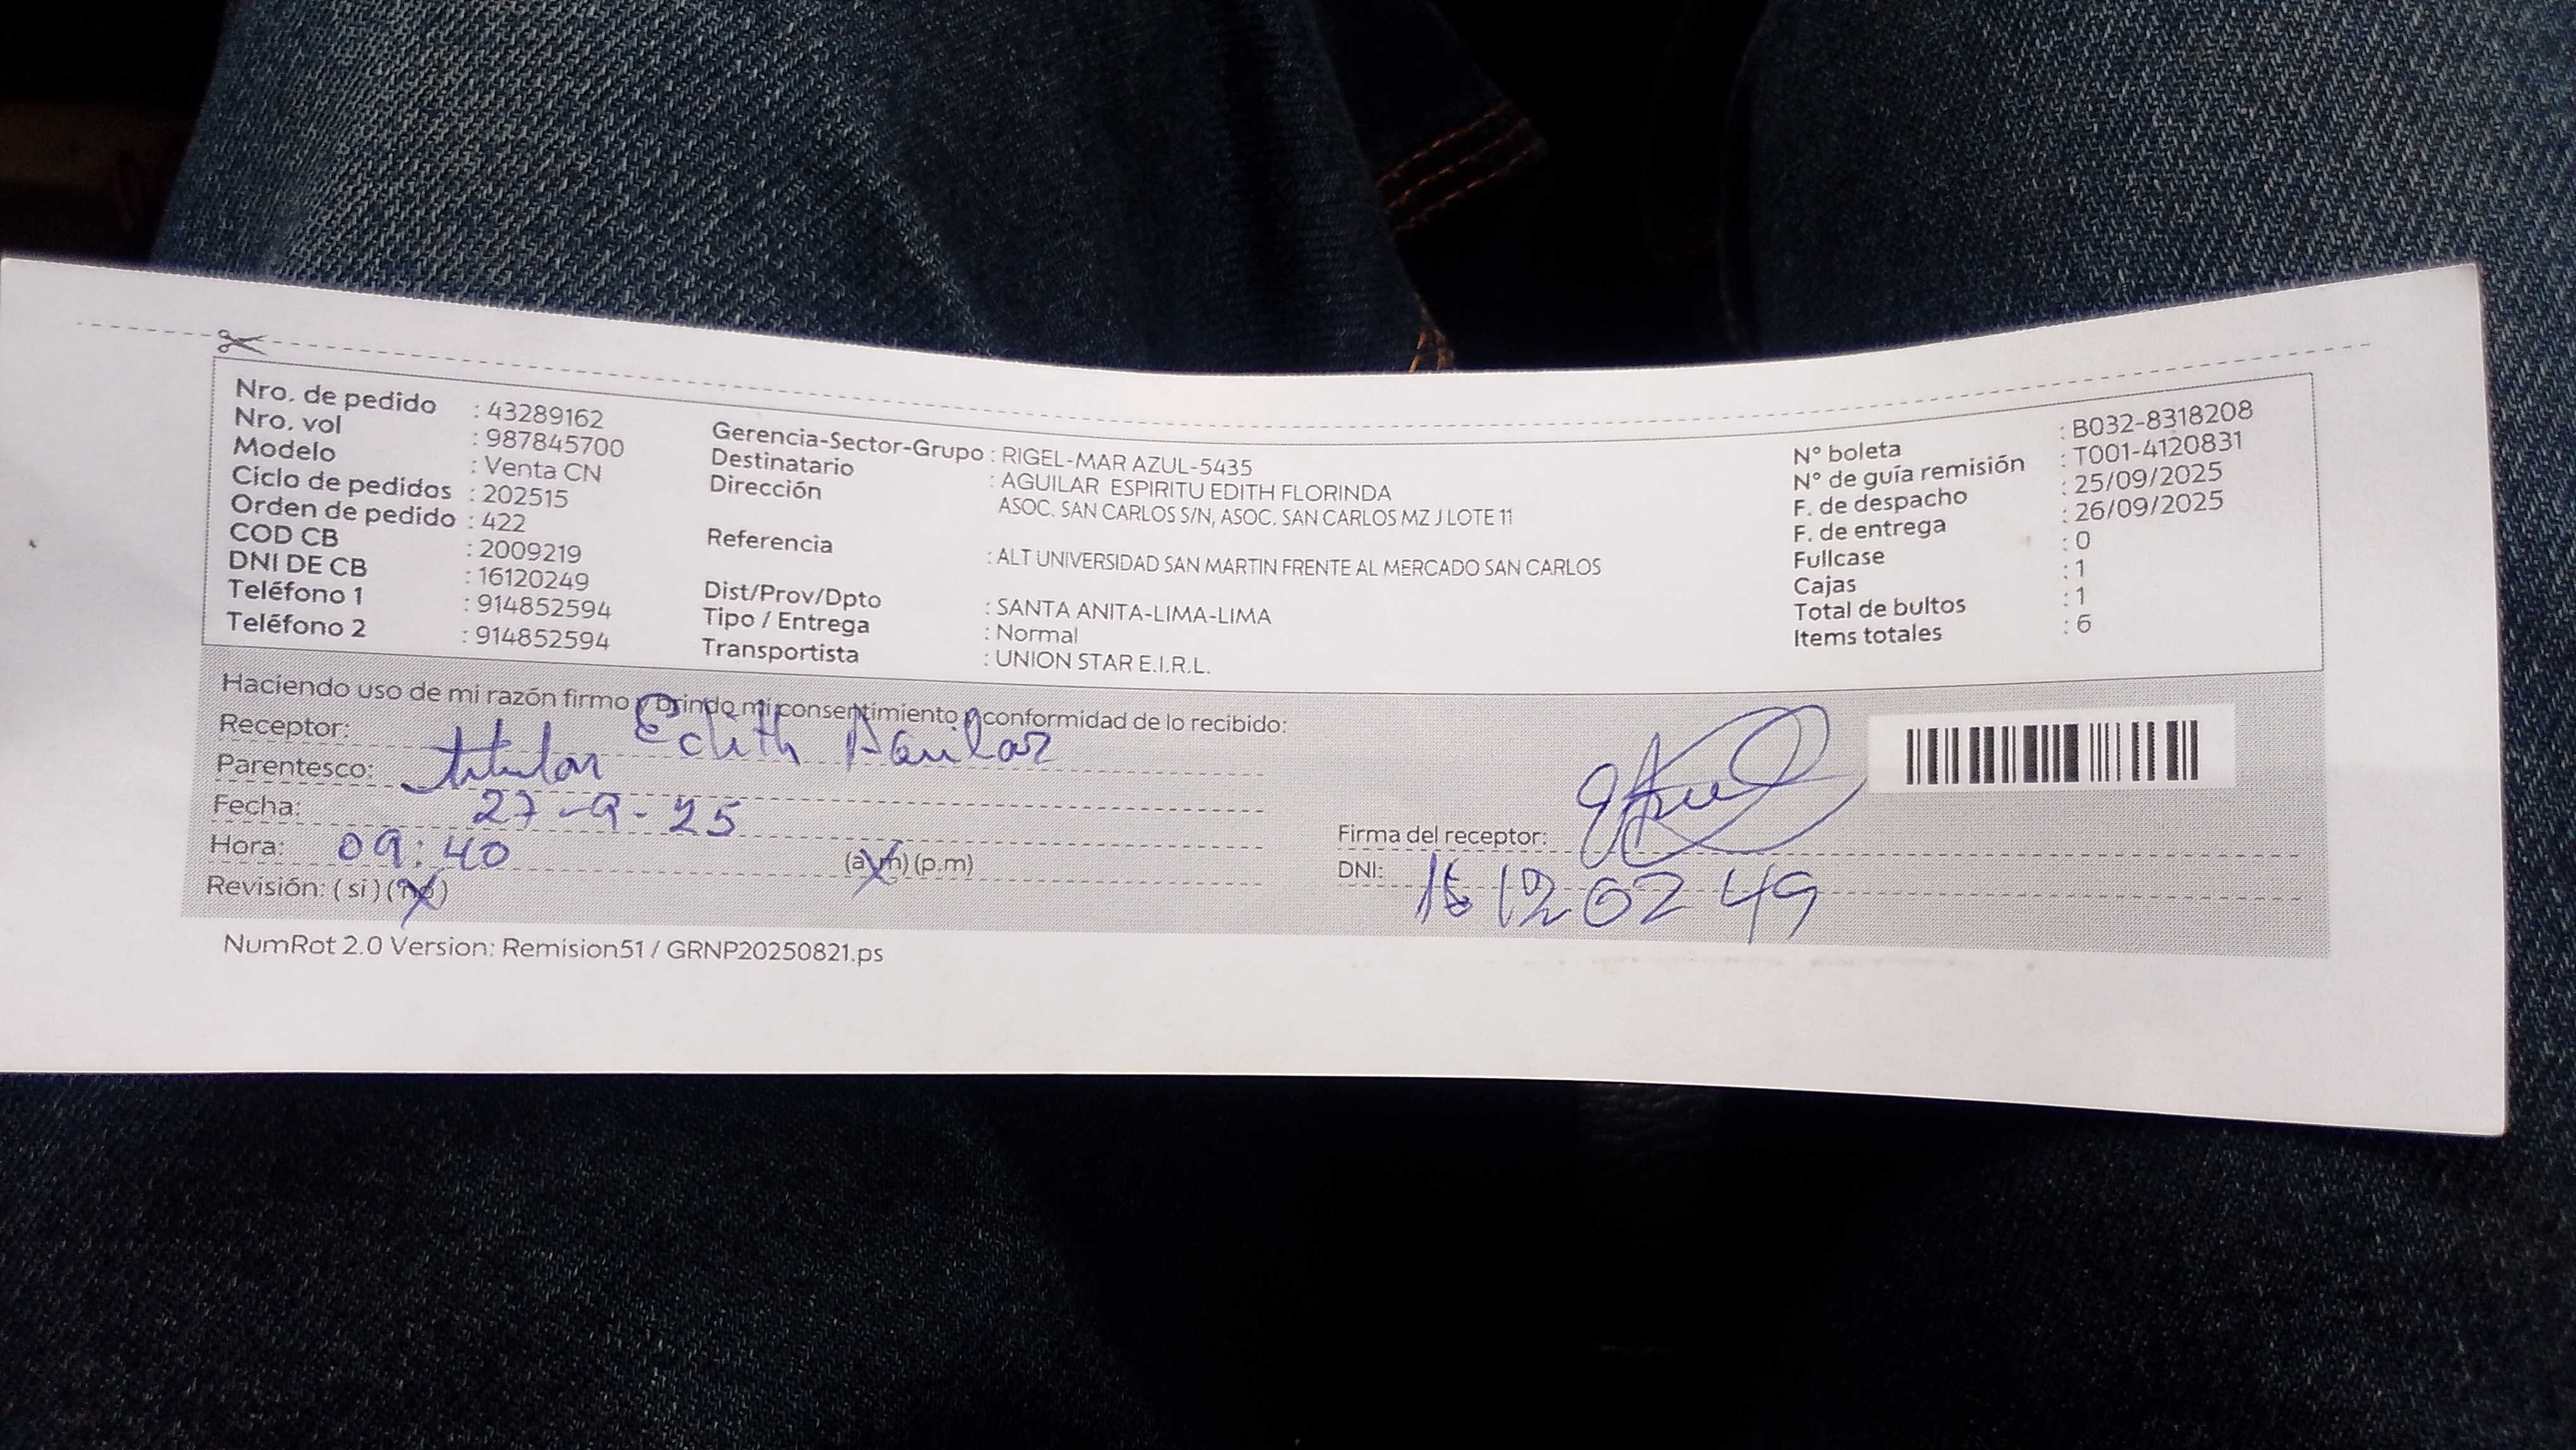 Nro. de pedido : 43289162
Nro. vol : 987845700
Modelo : Venta CN
Ciclo de pedidos : 202515
Orden de pedido : 422
COD CB : 2009219
DNI DE CB : 16120249
Teléfono 1 : 914852594
Teléfono 2 : 914852594
Gerencia-Sector-Grupo : RIGEL-MAR AZUL-5435
Destinatario : AGUILAR ESPIRITU EDITH FLORINDA
Dirección ASOC. SAN CARLOS S/N, ASOC. SAN CARLOS MZ J LOTE 11
Referencia : ALT UNIVERSIDAD SAN MARTIN FRENTE AL MERCADO SAN CARLOS
Dist/Prov/Dpto : SANTA ANITA-LIMA-LIMA
Tipo / Entrega : Normal
Transportista : UNION STAR E.I.R.L.
N° boleta : B032-8318208
N° de guía remisión : T001-4120831
F. de despacho : 25/09/2025
F. de entrega : 26/09/2025
Fullcase : 0
Cajas : 1
Total de bultos : 1
Items totales : 6
Haciendo uso de mi razón firmo y brindo mi consentimiento y conformidad de lo recibido:
Receptor: Edith Aguilar
Parentesco: titular
Fecha: 27-9-25
Hora: 09:40 (a.m) (p.m)
Revisión: (si) (no)
Firma del receptor:
DNI: 16120249
NumRot 2.0 Version: Remision51 / GRNP20250821.ps